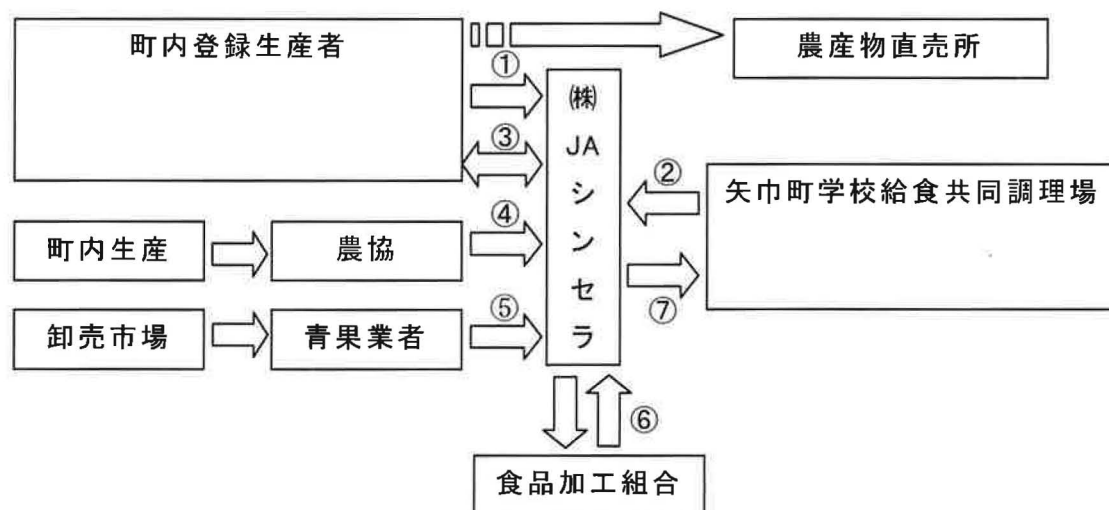 町内登録生産者
農産物直売所
①
㈱JAシンセラ
③
②
矢巾町学校給食共同調理場
④
町内生産
農協
⑤
⑦
卸売市場
青果業者
⑥
食品加工組合